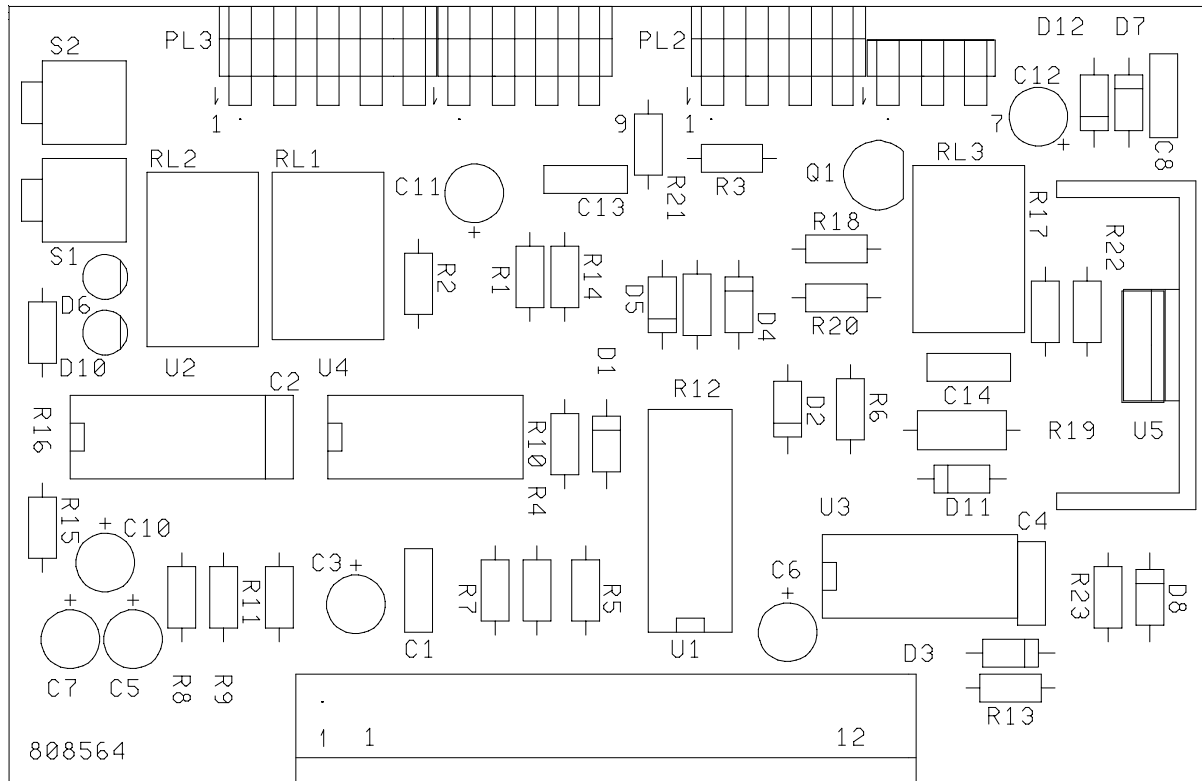 D12 D7
PL3
PL2
S2
C12
1
9
1
7
C8
RL2
RL1
RL3
C11
C13
R21
R3
Q1
R17
R18
R22
S1
R2
R1
R14
D5
D4
R20
D6
D10
U2
U4
D1
C2
R12
D2
R6
C14
R16
R10
R19
U5
R4
U3
D11
C4
R15
C10
C3
C6
R11
R7
R5
R23
D8
C7
C5
R8
R9
C1
U1
D3
R13
1
1
12
808564
+
+
+
+
+
+
+